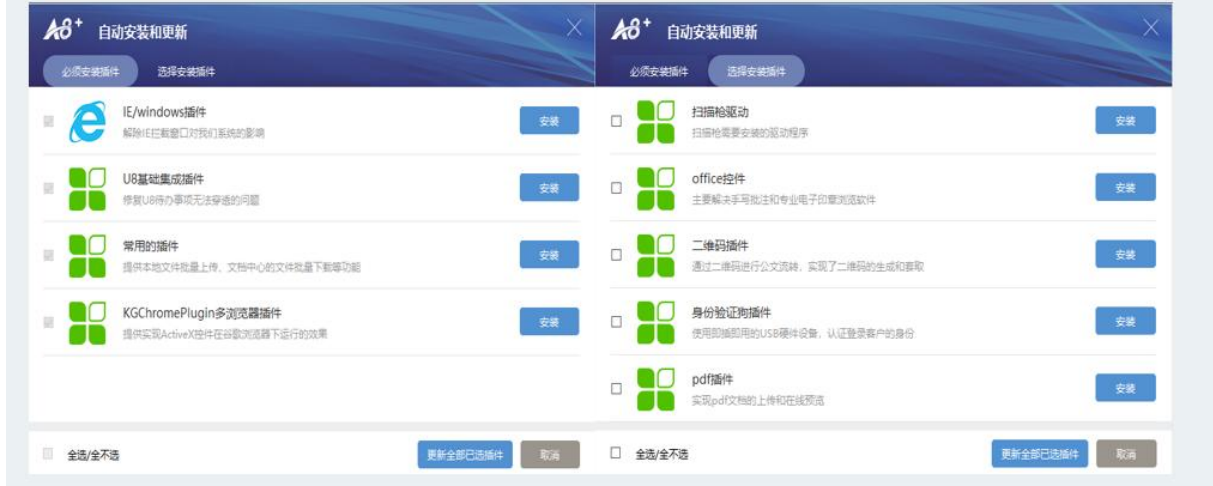 A8+ 自动安装和更新
必须安装插件 选择安装插件
IE/windows插件
解除IE拦截窗口对我们系统的影响
安装
U8基础集成插件
修复U8待办事项无法穿透的问题
安装
常用的插件
提供本地文件批量上传，文档中心的文件批量下载等功能
安装
KGChromePlugin多浏览器插件
提供实现ActiveX控件在谷歌浏览器下运行的效果
安装
全选/全不选 更新全部已选插件 取消
A8+ 自动安装和更新
必须安装插件 选择安装插件
扫描枪驱动
扫描枪需要安装的驱动程序
安装
office控件
主要解决手写批注和专业电子印章浏览软件
安装
二维码插件
通过二维码进行公文流转，实现了二维码的生成和套取
安装
身份验证狗插件
使用即插即用的USB硬件设备，认证登录客户的身份
安装
pdf插件
实现pdf文档的上传和在线预览
安装
全选/全不选 更新全部已选插件 取消